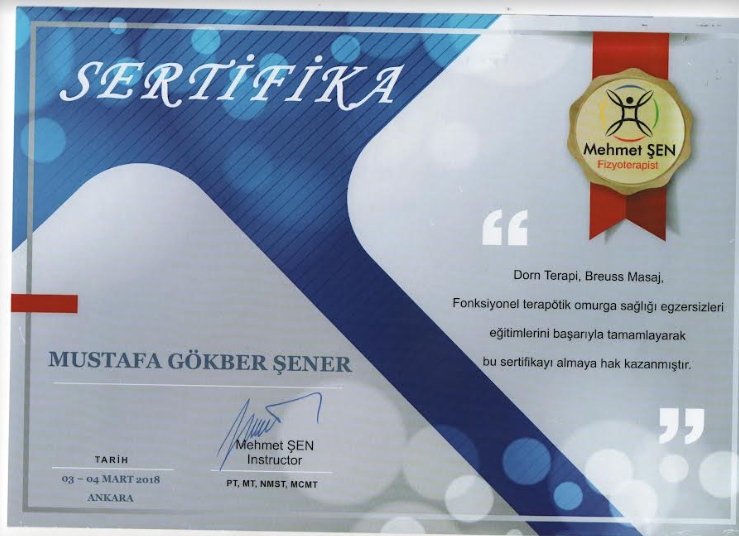 SERTİFİKA
Mehmet ŞEN
Fizyoterapist
“
Dorn Terapi, Breuss Masaj,
Fonksiyonel terapötik omurga sağlığı egzersizleri
eğitimlerini başarıyla tamamlayarak
bu sertifikayı almaya hak kazanmıştır.
”
MUSTAFA GÖKBER ŞENER
Mehmet ŞEN
Instructor
PT, MT, NMST, MCMT
TARİH
03 – 04 MART 2018
ANKARA